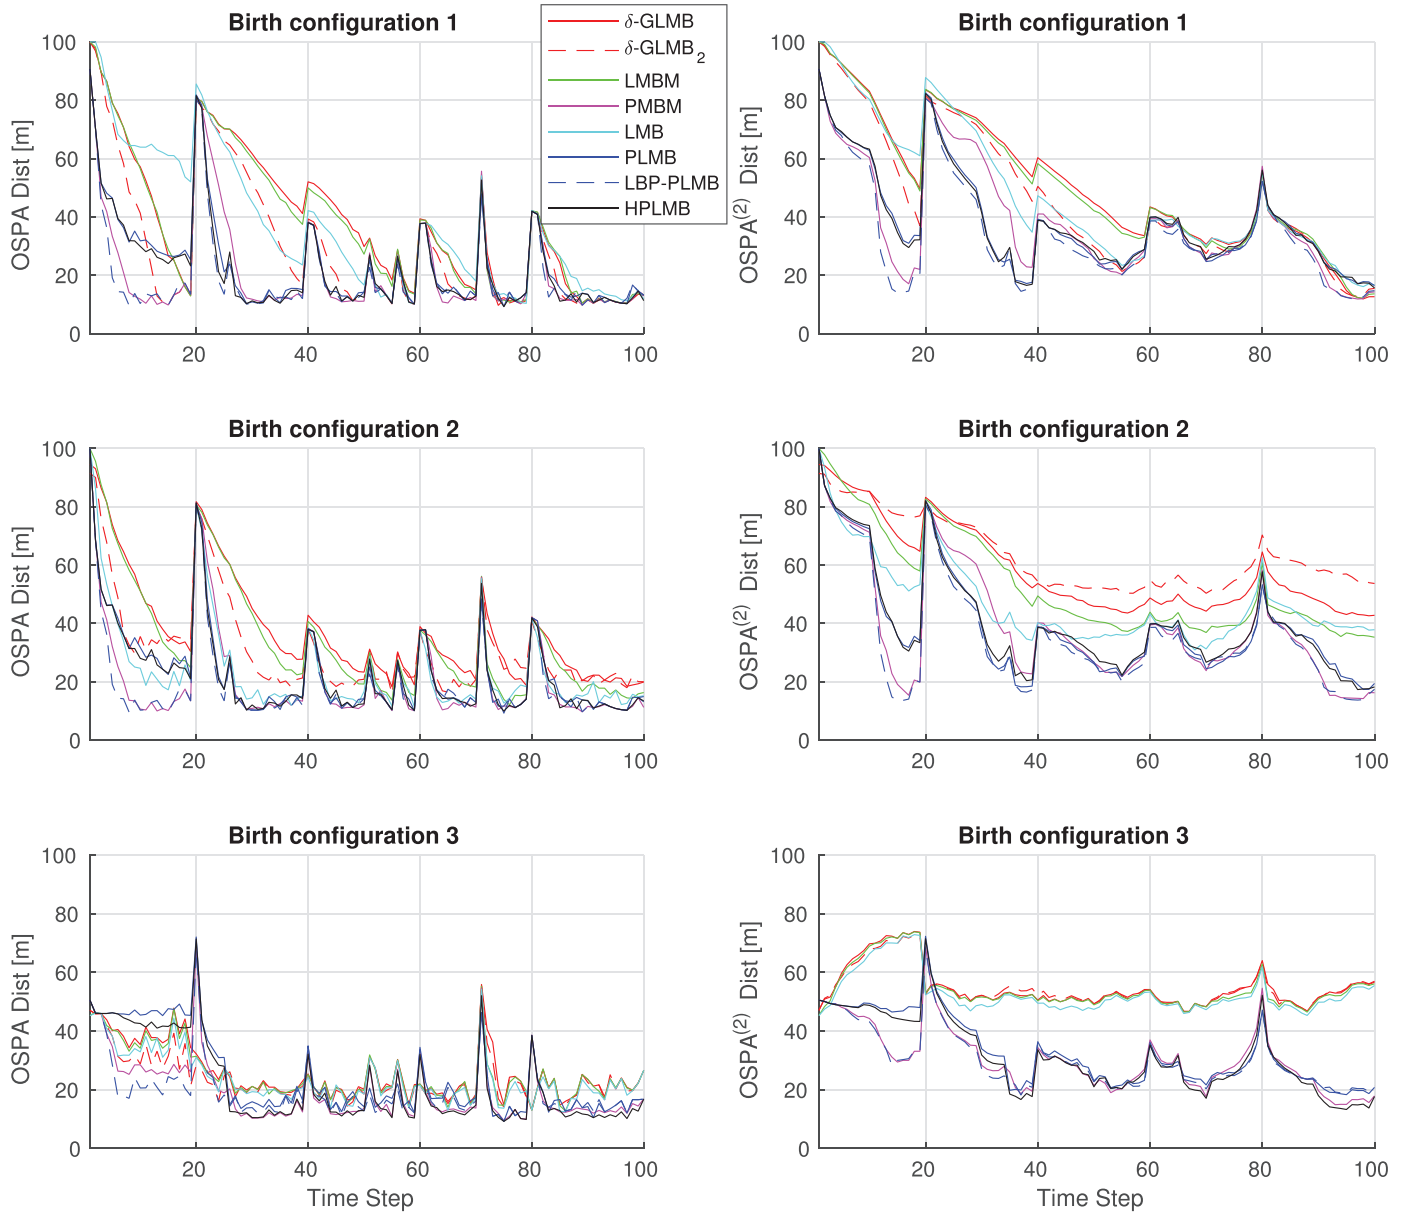 Birth configuration 1
OSPA Dist [m]
100
80
60
40
20
0
20 40 60 80 100
δ-GLMB
δ-GLMB₂
LMBM
PMBM
LMB
PLMB
LBP-PLMB
HPLMB
Birth configuration 1
OSPA⁽²⁾ Dist [m]
100
80
60
40
20
0
20 40 60 80 100
Birth configuration 2
OSPA Dist [m]
100
80
60
40
20
0
20 40 60 80 100
Birth configuration 2
OSPA⁽²⁾ Dist [m]
100
80
60
40
20
0
20 40 60 80 100
Birth configuration 3
OSPA Dist [m]
100
80
60
40
20
0
20 40 60 80 100
Time Step
Birth configuration 3
OSPA⁽²⁾ Dist [m]
100
80
60
40
20
0
20 40 60 80 100
Time Step